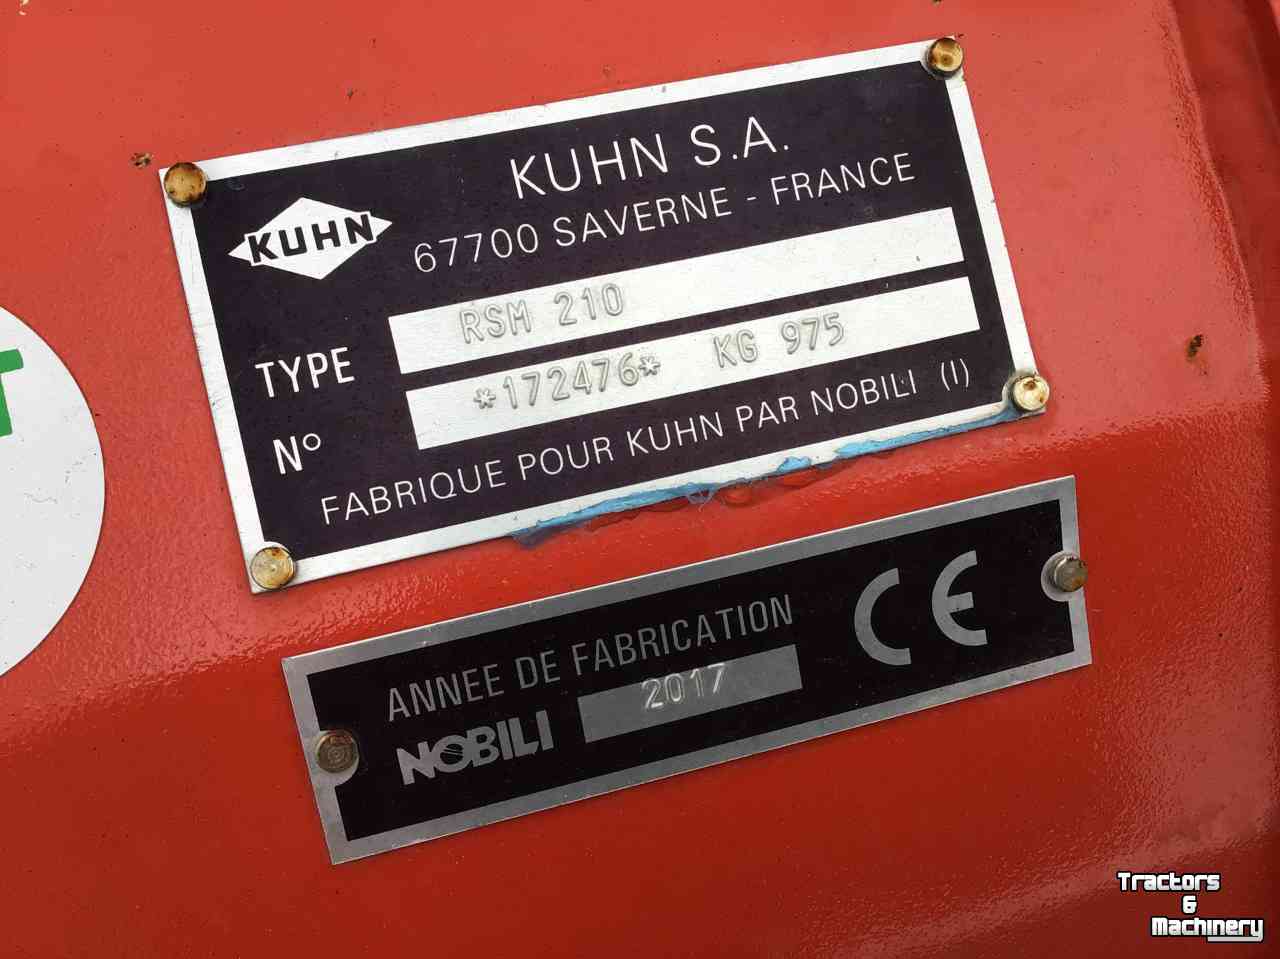 KUHN S.A.
KUHN
67700 SAVERNE - FRANCE
TYPE RSM 210
Nº *172476* KG 975
FABRIQUE POUR KUHN PAR NOBILI (I)
ANNEE DE FABRICATION CE
NOBILI 2017
T
Tractors
&
Machinery